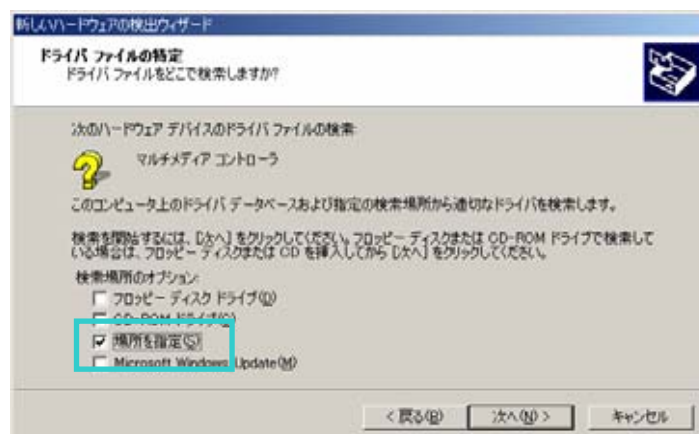 新しいハードウェアの検出ウィザード
ドライバ ファイルの特定
ドライバ ファイルをどこで検索しますか?
次のハードウェア デバイスのドライバ ファイルの検索:
マルチメディア コントローラ
このコンピュータ上のドライバ データベースおよび指定の検索場所から適切なドライバを検索します。
検索を開始するには、[次へ] をクリックしてください。フロッピー ディスクまたは CD-ROM ドライブで検索して
いる場合は、フロッピー ディスクまたは CD を挿入してから [次へ] をクリックしてください。
検索場所のオプション:
フロッピー ディスク ドライブ(D)
CD-ROM ドライブ(C)
場所を指定(S)
Microsoft Windows Update(M)
< 戻る(B)
次へ(N) >
キャンセル